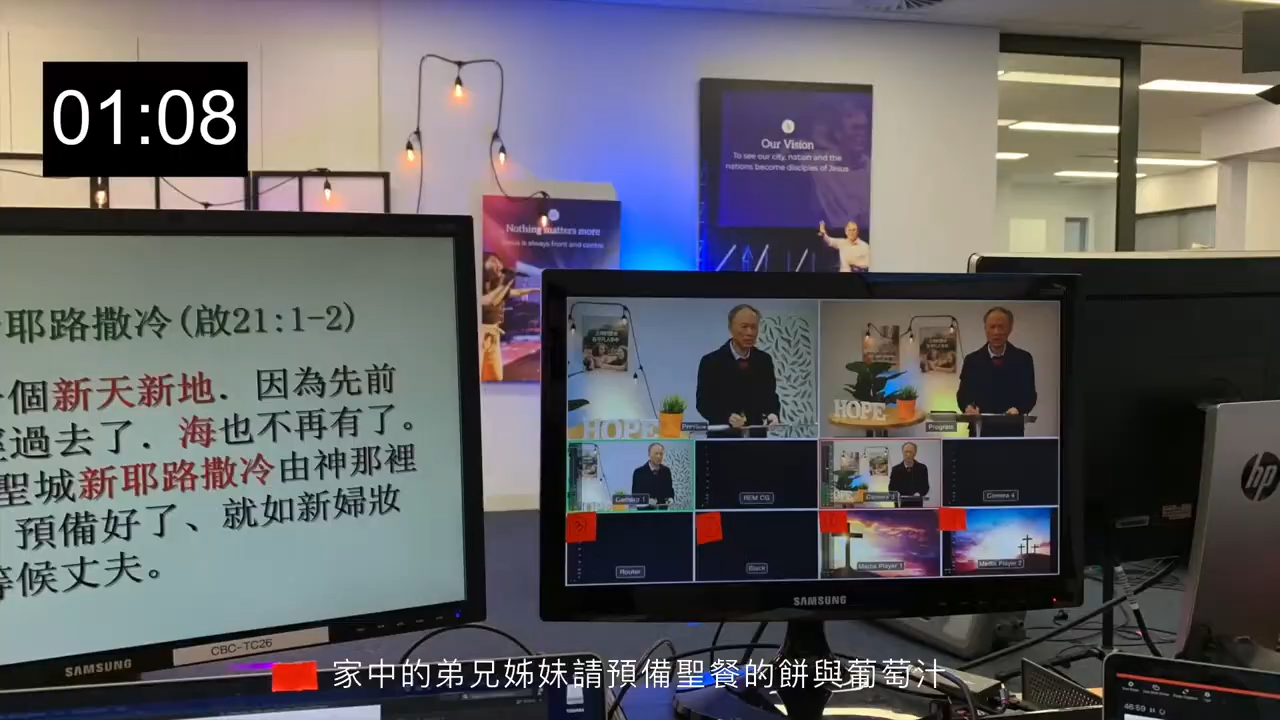 01:08
Our Vision
To see our city, nation and the
nations become disciples of Jesus
Nothing matters more
Jesus is always front and centre
耶路撒冷(啟21:1-2)
個新天新地．因為先前
過去了．海也不再有了。
聖城新耶路撒冷由神那裡
預備好了、就如新婦妝
等候丈夫。
CBC-TC26
SAMSUNG
HOPE
Preview
HOPE
Program
Camera 1
REM CG
Camera 4
Router
Black
Media Player 1
Media Player 2
SAMSUNG
hp
家中的弟兄姊妹請預備聖餐的餅與葡萄汁